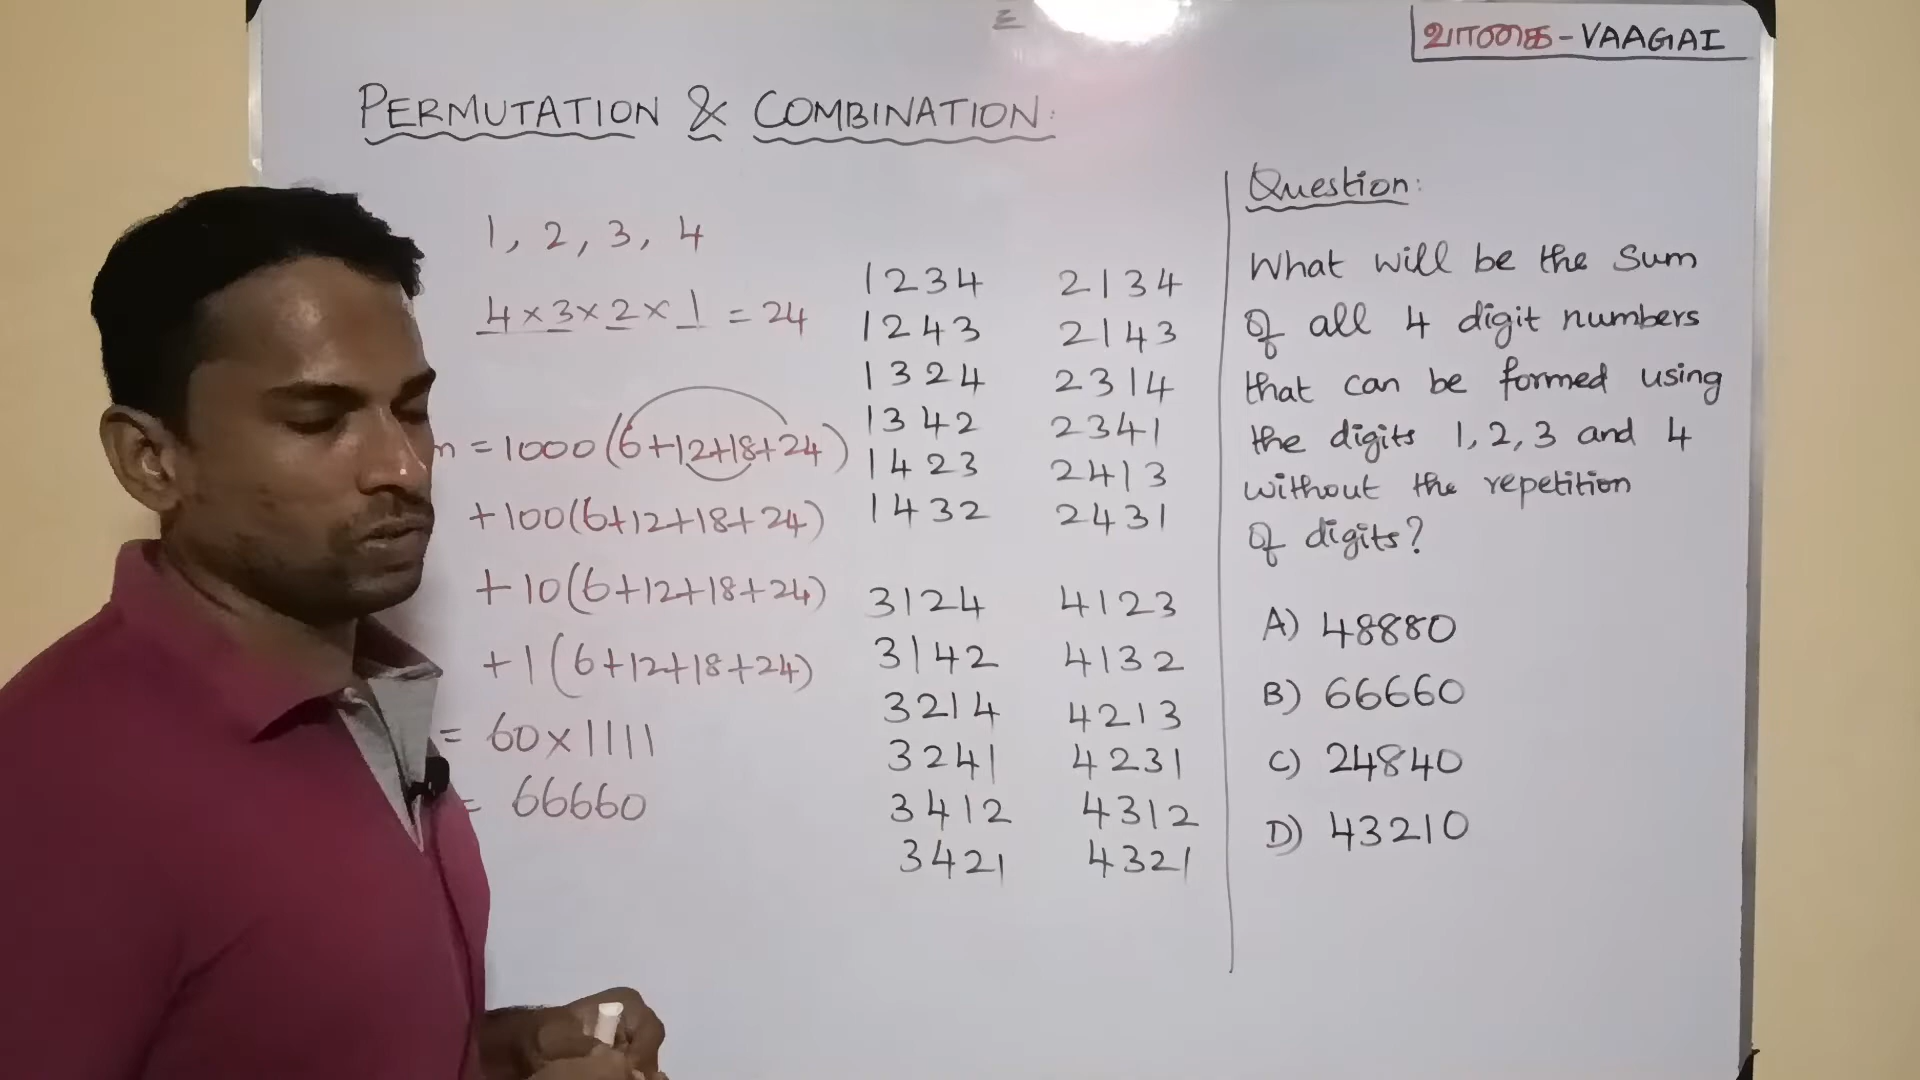 வாகை - VAAGAI
PERMUTATION & COMBINATION:
1, 2, 3, 4
4 × 3 × 2 × 1 = 24
= 1000 (6+12+18+24)
+100(6+12+18+24)
+10(6+12+18+24)
+1(6+12+18+24)
= 60×1111
= 66660
1234 2134
1243 2143
1324 2314
1342 2341
1423 2413
1432 2431
3124 4123
3142 4132
3214 4213
3241 4231
3412 4312
3421 4321
Question:
What will be the Sum
Of all 4 digit numbers
that can be formed using
the digits 1, 2, 3 and 4
without the repetition
Of digits?
A) 48880
B) 66660
C) 24840
D) 43210